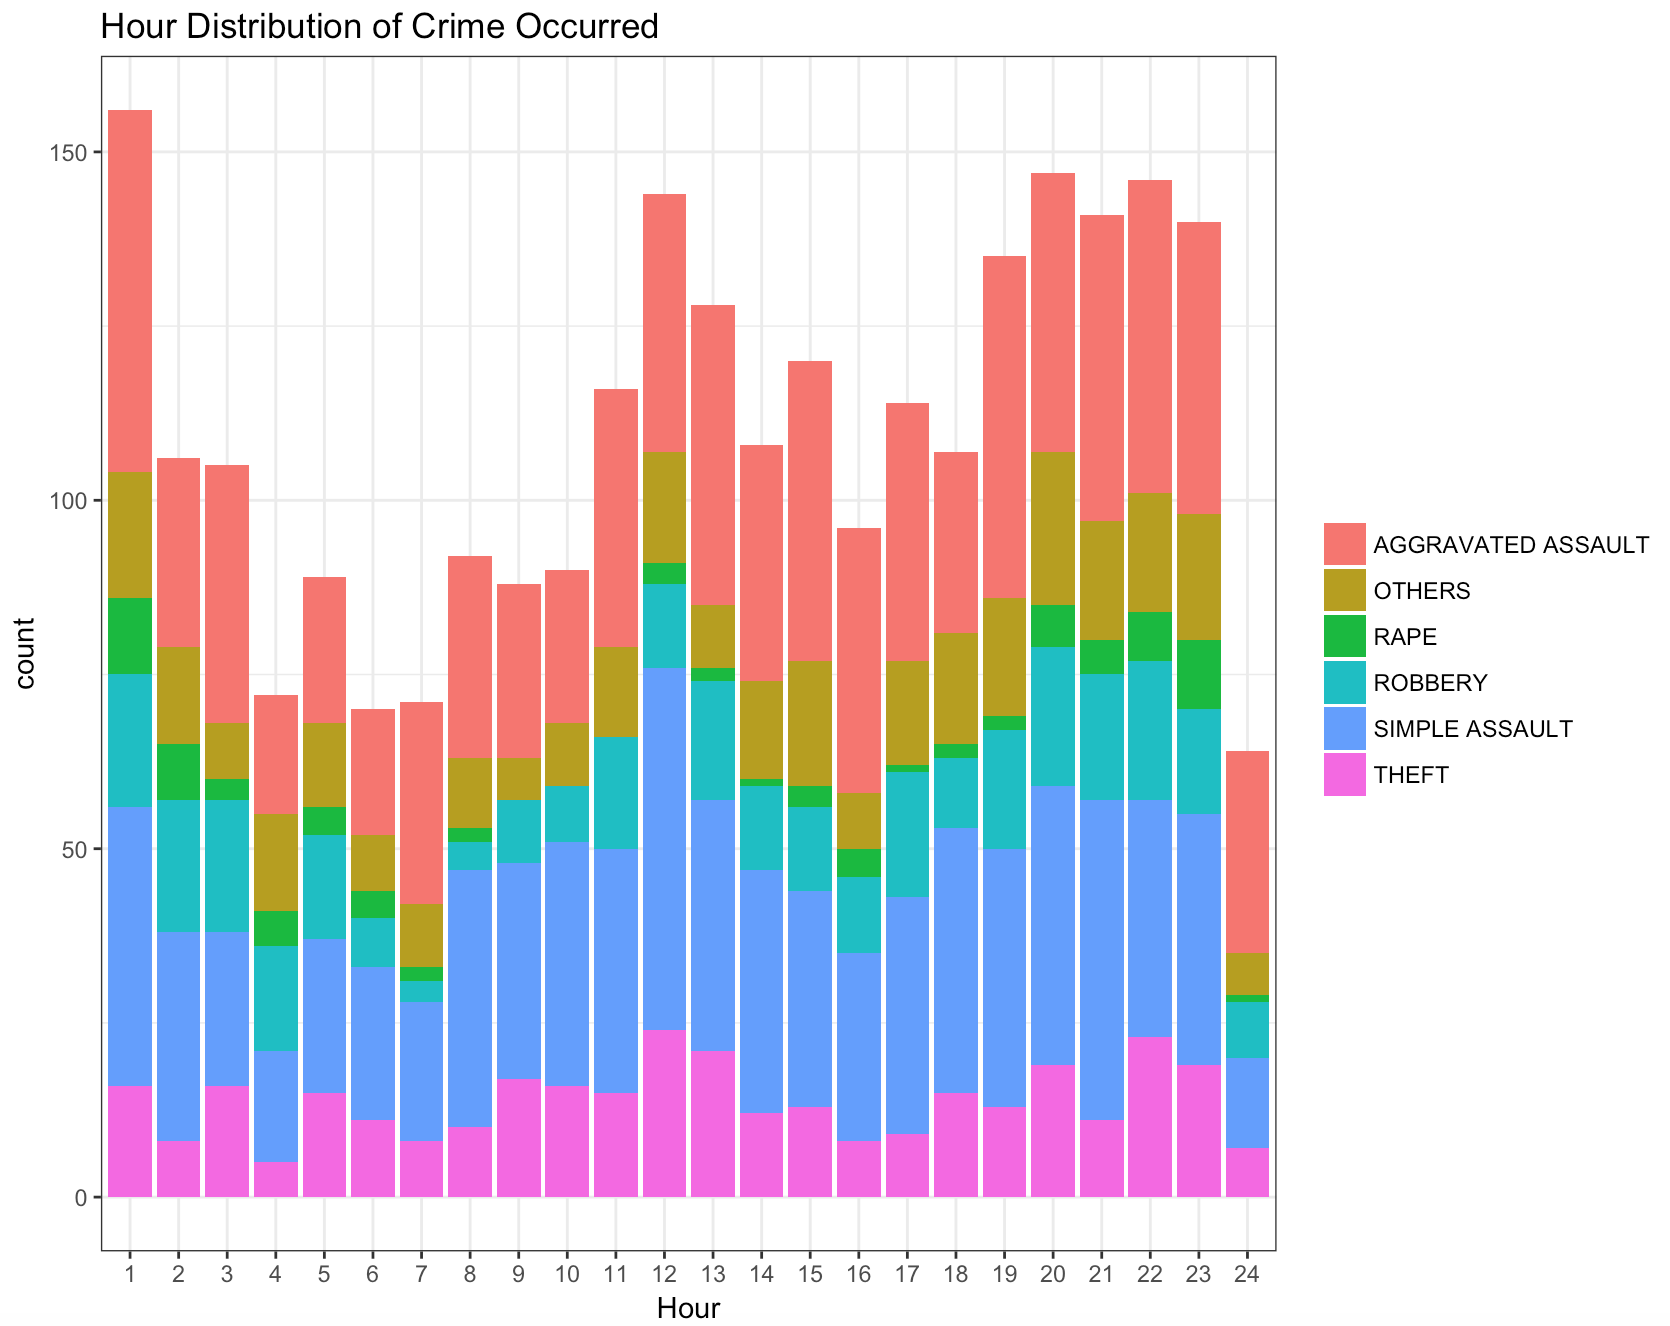 Hour Distribution of Crime Occurred
150
100
50
0
count
1 2 3 4 5 6 7 8 9 10 11 12 13 14 15 16 17 18 19 20 21 22 23 24
Hour
AGGRAVATED ASSAULT
OTHERS
RAPE
ROBBERY
SIMPLE ASSAULT
THEFT